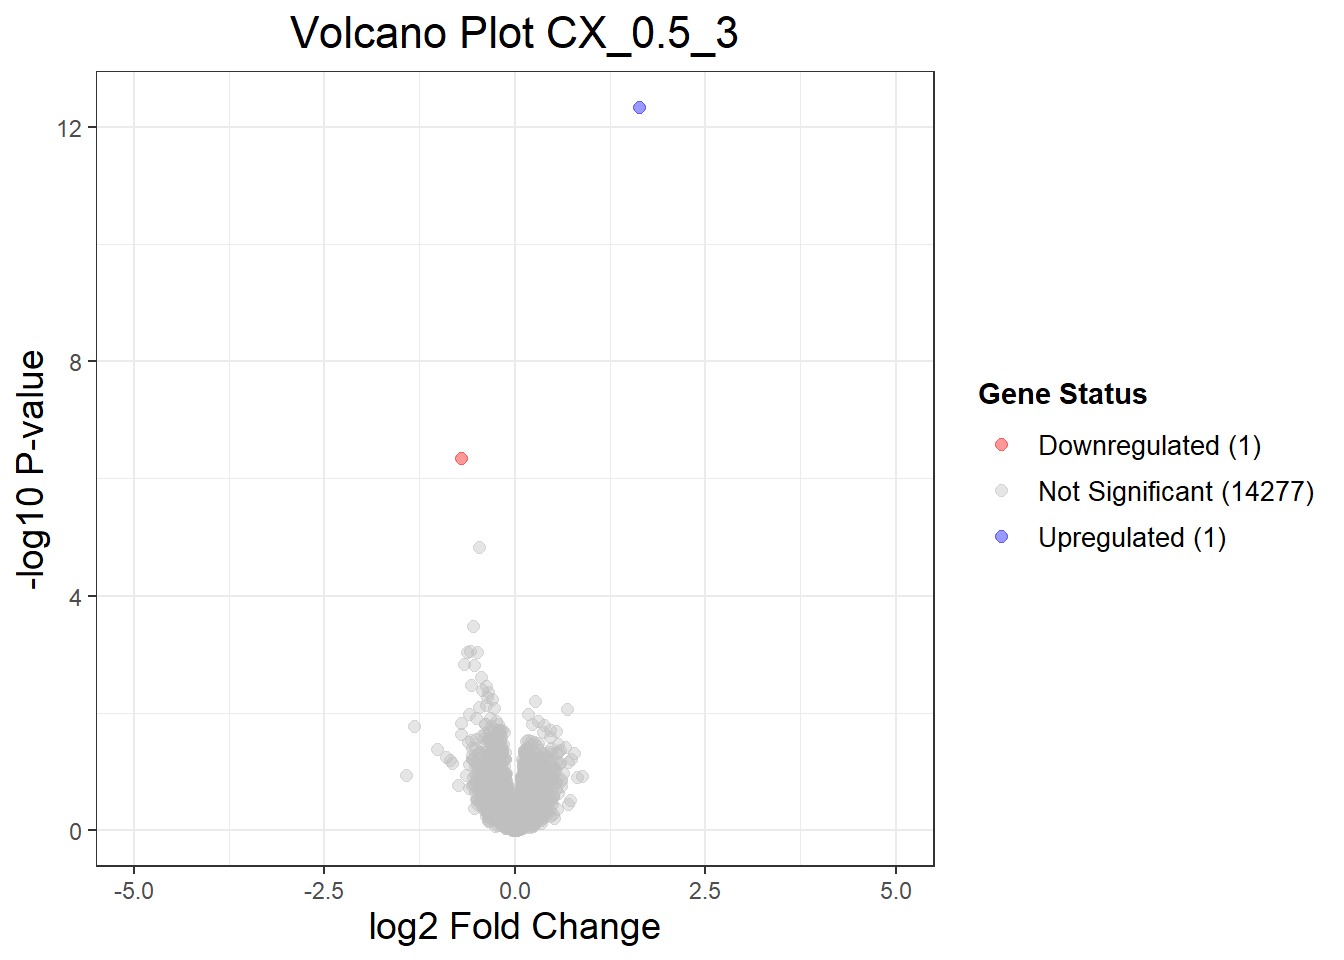 Volcano Plot CX_0.5_3
-log10 P-value
12
8
4
0
-5.0
-2.5
0.0
2.5
5.0
log2 Fold Change
Gene Status
Downregulated (1)
Not Significant (14277)
Upregulated (1)